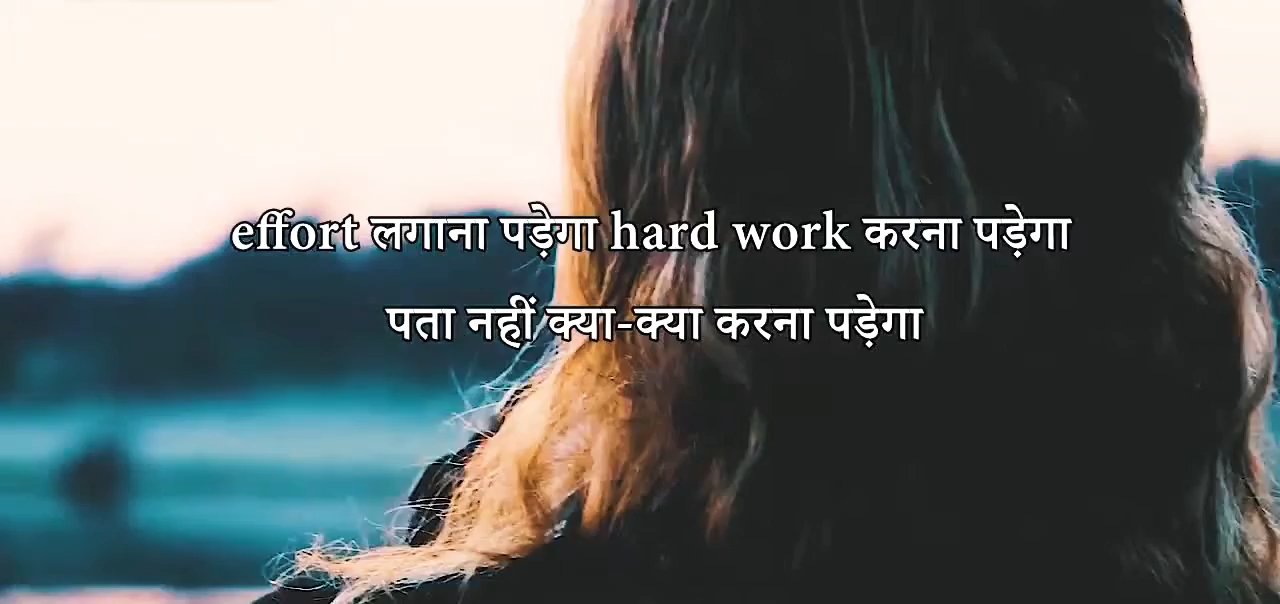 effort लगाना पड़ेगा hard work करना पड़ेगा
पता नहीं क्या-क्या करना पड़ेगा